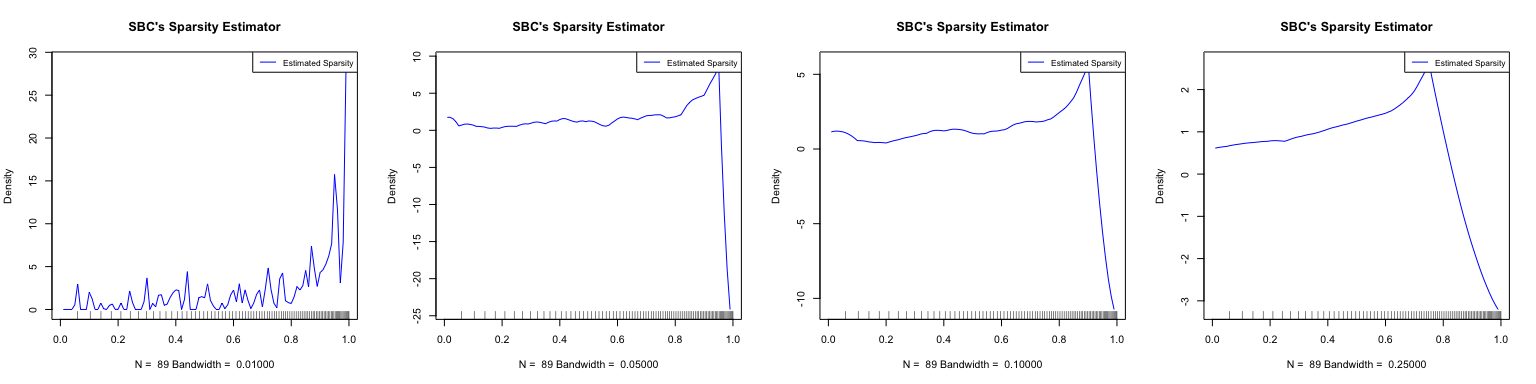 SBC's Sparsity Estimator
Estimated Sparsity
Density
30
25
20
15
10
5
0
0.0 0.2 0.4 0.6 0.8 1.0
N = 89 Bandwidth = 0.01000
SBC's Sparsity Estimator
Estimated Sparsity
Density
10
5
0
-5
-10
-15
-20
-25
0.0 0.2 0.4 0.6 0.8 1.0
N = 89 Bandwidth = 0.05000
SBC's Sparsity Estimator
Estimated Sparsity
Density
5
0
-5
-10
0.0 0.2 0.4 0.6 0.8 1.0
N = 89 Bandwidth = 0.10000
SBC's Sparsity Estimator
Estimated Sparsity
Density
2
1
0
-1
-2
-3
0.0 0.2 0.4 0.6 0.8 1.0
N = 89 Bandwidth = 0.25000